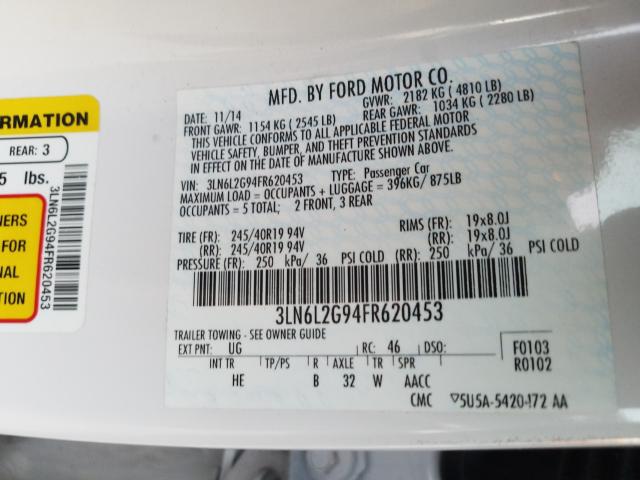 MFD. BY FORD MOTOR CO.
DATE: 11/14 GVWR: 2182 KG ( 4810 LB)
FRONT GAWR: 1154 KG ( 2545 LB) REAR GAWR: 1034 KG ( 2280 LB)
THIS VEHICLE CONFORMS TO ALL APPLICABLE FEDERAL MOTOR
VEHICLE SAFETY, BUMPER, AND THEFT PREVENTION STANDARDS
IN EFFECT ON THE DATE OF MANUFACTURE SHOWN ABOVE.
VIN: 3LN6L2G94FR620453 TYPE: Passenger Car
MAXIMUM LOAD = OCCUPANTS + LUGGAGE = 396KG/ 875LB
OCCUPANTS = 5 TOTAL; 2 FRONT, 3 REAR
TIRE (FR): 245/40R19 94V RIMS (FR): 19x8.0J
(RR): 245/40R19 94V (RR): 19x8.0J
PRESSURE (FR): 250 kPa/ 36 PSI COLD (RR): 250 kPa/ 36 PSI COLD
3LN6L2G94FR620453
TRAILER TOWING - SEE OWNER GUIDE
EXT PNT: UG RC: 46 DSO: F0103
INT TR TP/PS R AXLE TR SPR R0102
HE B 32 W AACC
CMC ▽5U5A-5420472 AA
ORMATION
REAR: 3
5 lbs.
NERS
FOR
NAL
TION
3LN6L2G94FR620453